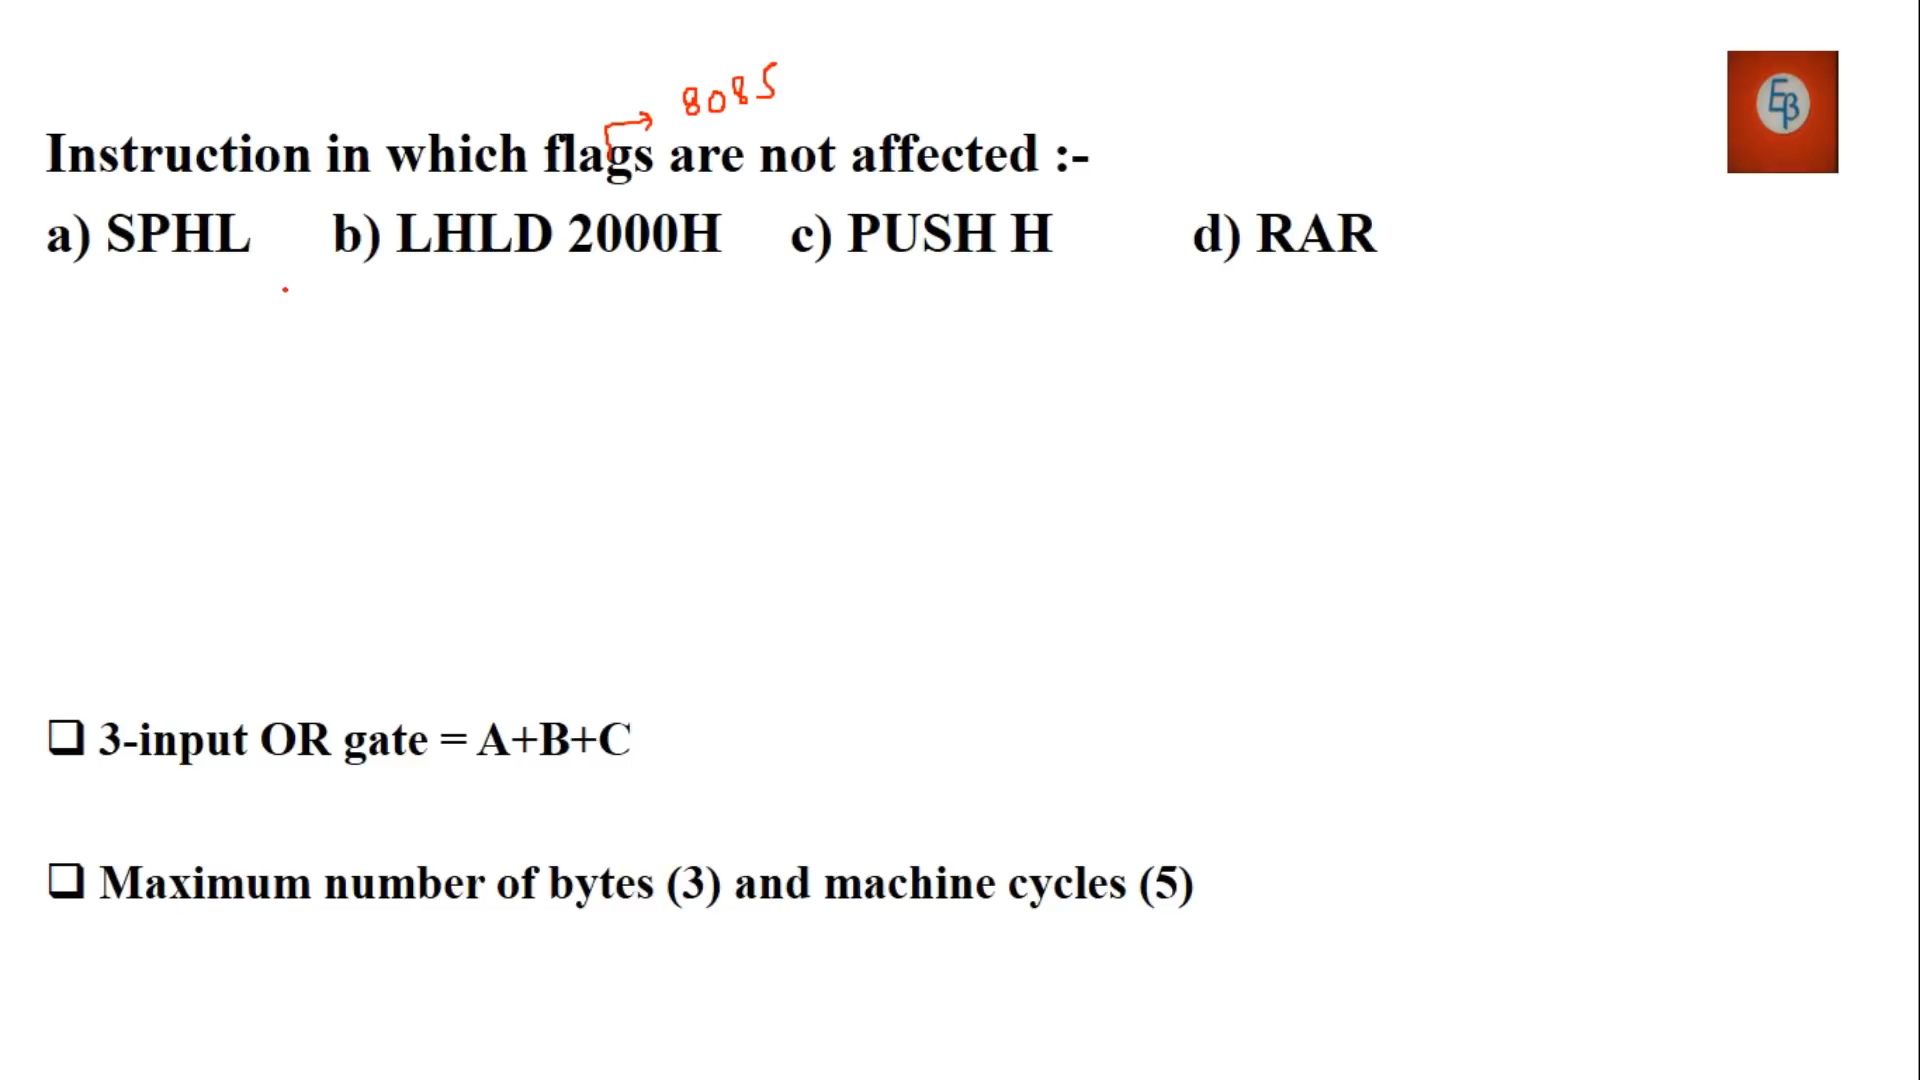 8085
Instruction in which flags are not affected :-
a) SPHL b) LHLD 2000H c) PUSH H d) RAR
3-input OR gate = A+B+C
Maximum number of bytes (3) and machine cycles (5)
Eβ